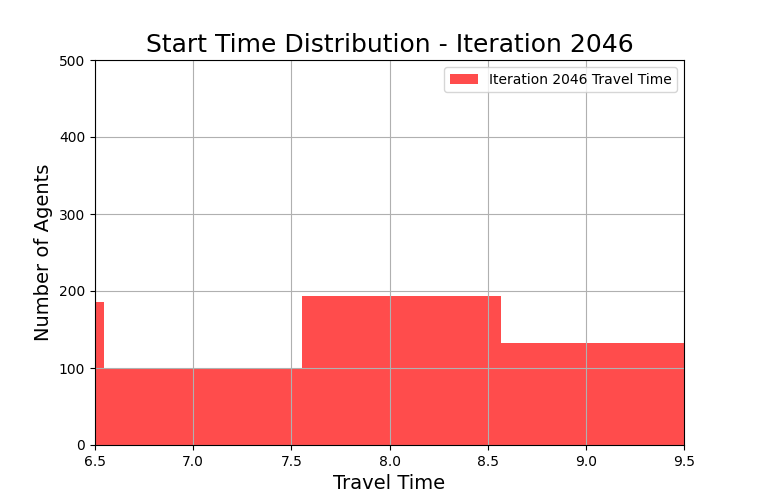 Start Time Distribution - Iteration 2046
500
400
300
200
100
0
Number of Agents
Iteration 2046 Travel Time
6.5 7.0 7.5 8.0 8.5 9.0 9.5
Travel Time